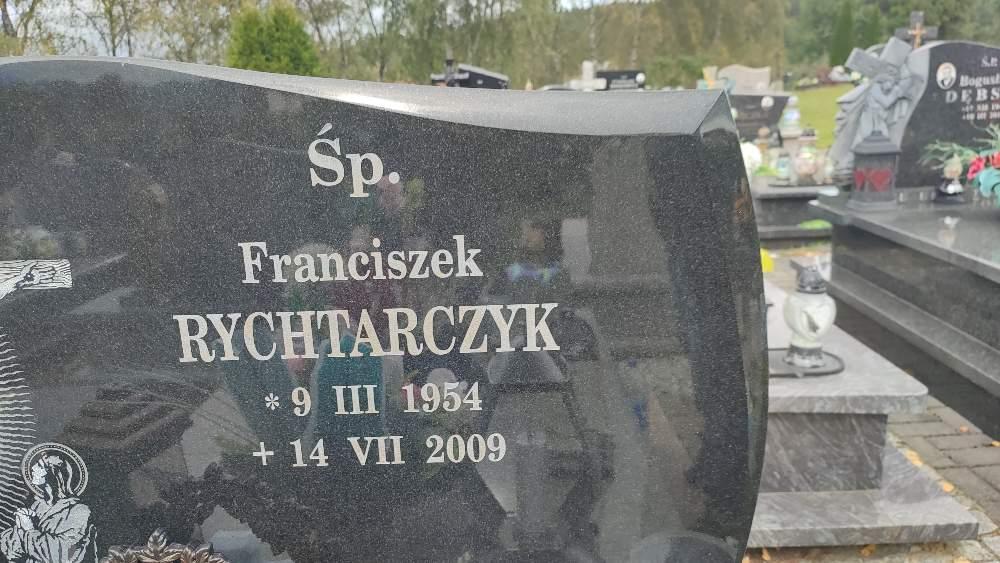 Śp.
Franciszek
RYCHTARCZYK
* 9 III 1954
+ 14 VII 2009
Ś.P.